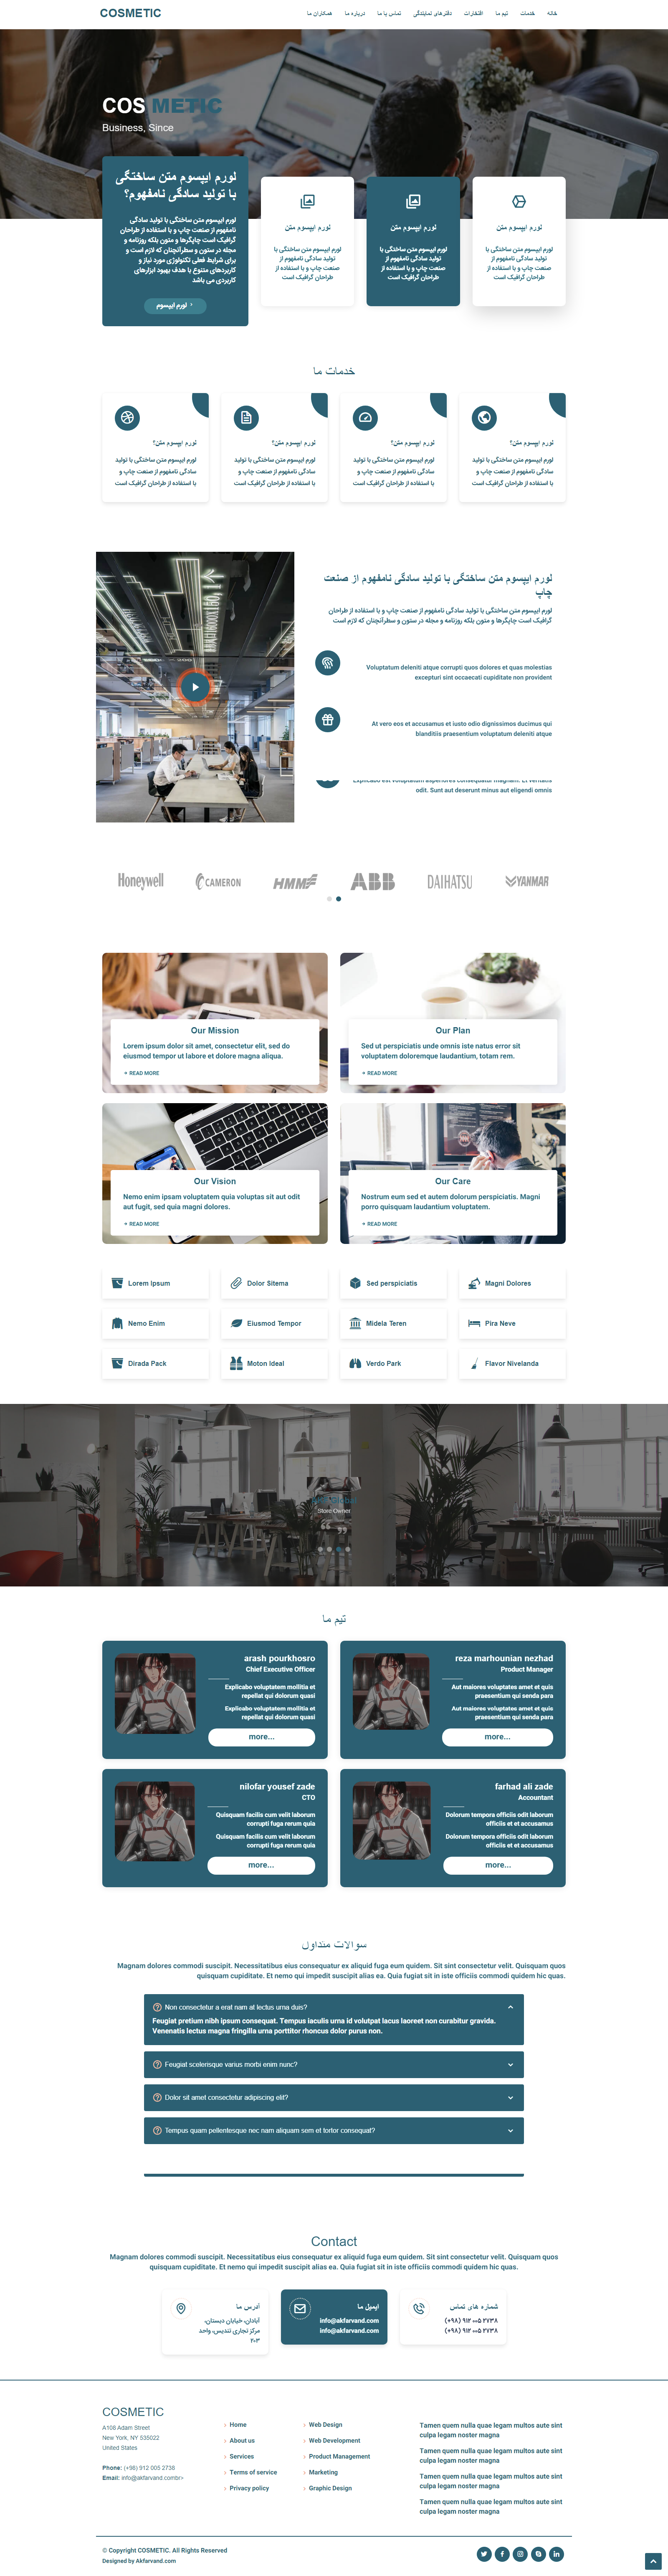 COSMETIC
خانه
خدمات
تیم ما
افتخارات
دفترهای نمایندگی
تماس با ما
درباره ما
همکاران ما
COSMETIC
Business, Since
لورم ایپسوم متن ساختگی
با تولید سادگی نامفهوم؟
لورم ایپسوم متن ساختگی با تولید سادگی
نامفهوم از صنعت چاپ و با استفاده از طراحان
گرافیک است چاپگرها و متون بلکه روزنامه و
مجله در ستون و سطرآنچنان که لازم است و
برای شرایط فعلی تکنولوژی مورد نیاز و
کاربردهای متنوع با هدف بهبود ابزارهای
کاربردی می باشد
لورم ایپسوم
لورم ایپسوم متن
لورم ایپسوم متن ساختگی با
تولید سادگی نامفهوم از
صنعت چاپ و با استفاده از
طراحان گرافیک است
لورم ایپسوم متن
لورم ایپسوم متن ساختگی با
تولید سادگی نامفهوم از
صنعت چاپ و با استفاده از
طراحان گرافیک است
لورم ایپسوم متن
لورم ایپسوم متن ساختگی با
تولید سادگی نامفهوم از
صنعت چاپ و با استفاده از
طراحان گرافیک است
خدمات ما
لورم ایپسوم متن؟
لورم ایپسوم متن ساختگی با تولید
سادگی نامفهوم از صنعت چاپ و
با استفاده از طراحان گرافیک است
لورم ایپسوم متن؟
لورم ایپسوم متن ساختگی با تولید
سادگی نامفهوم از صنعت چاپ و
با استفاده از طراحان گرافیک است
لورم ایپسوم متن؟
لورم ایپسوم متن ساختگی با تولید
سادگی نامفهوم از صنعت چاپ و
با استفاده از طراحان گرافیک است
لورم ایپسوم متن؟
لورم ایپسوم متن ساختگی با تولید
سادگی نامفهوم از صنعت چاپ و
با استفاده از طراحان گرافیک است
لورم ایپسوم متن ساختگی با تولید سادگی نامفهوم از صنعت
چاپ
لورم ایپسوم متن ساختگی با تولید سادگی نامفهوم از صنعت چاپ و با استفاده از طراحان
گرافیک است چاپگرها و متون بلکه روزنامه و مجله در ستون و سطرآنچنان که لازم است
Voluptatum deleniti atque corrupti quos dolores et quas molestias
excepturi sint occaecati cupiditate non provident
At vero eos et accusamus et iusto odio dignissimos ducimus qui
blanditiis praesentium voluptatum deleniti atque
Explicabo est voluptatum asperiores consequatur magnam. Et veritatis
odit. Sunt aut deserunt minus aut eligendi omnis
Honeywell
CAMERON
HMM
ABB
DAIHATSU
YANMAR
Our Mission
Lorem ipsum dolor sit amet, consectetur elit, sed do
eiusmod tempor ut labore et dolore magna aliqua.
READ MORE
Our Plan
Sed ut perspiciatis unde omnis iste natus error sit
voluptatem doloremque laudantium, totam rem.
READ MORE
Our Vision
Nemo enim ipsam voluptatem quia voluptas sit aut odit
aut fugit, sed quia magni dolores.
READ MORE
Our Care
Nostrum eum sed et autem dolorum perspiciatis. Magni
porro quisquam laudantium voluptatem.
READ MORE
Lorem Ipsum
Dolor Sitema
Sed perspiciatis
Magni Dolores
Nemo Enim
Eiusmod Tempor
Midela Teren
Pira Neve
Dirada Pack
Moton Ideal
Verdo Park
Flavor Nivelanda
Store Owner
تیم ما
arash pourkhosro
Chief Executive Officer
Explicabo voluptatem mollitia et
repellat qui dolorum quasi
Explicabo voluptatem mollitia et
repellat qui dolorum quasi
more...
reza marhounian nezhad
Product Manager
Aut maiores voluptates amet et quis
praesentium qui senda para
Aut maiores voluptates amet et quis
praesentium qui senda para
more...
nilofar yousef zade
CTO
Quisquam facilis cum velit laborum
corrupti fuga rerum quia
Quisquam facilis cum velit laborum
corrupti fuga rerum quia
more...
farhad ali zade
Accountant
Dolorum tempora officiis odit laborum
officiis et et accusamus
Dolorum tempora officiis odit laborum
officiis et et accusamus
more...
سوالات متداول
Magnam dolores commodi suscipit. Necessitatibus eius consequatur ex aliquid fuga eum quidem. Sit sint consectetur velit. Quisquam quos
quisquam cupiditate. Et nemo qui impedit suscipit alias ea. Quia fugiat sit in iste officiis commodi quidem hic quas.
Non consectetur a erat nam at lectus urna duis?
Feugiat pretium nibh ipsum consequat. Tempus iaculis urna id volutpat lacus laoreet non curabitur gravida.
Venenatis lectus magna fringilla urna porttitor rhoncus dolor purus non.
Feugiat scelerisque varius morbi enim nunc?
Dolor sit amet consectetur adipiscing elit?
Tempus quam pellentesque nec nam aliquam sem et tortor consequat?
Contact
Magnam dolores commodi suscipit. Necessitatibus eius consequatur ex aliquid fuga eum quidem. Sit sint consectetur velit. Quisquam quos
quisquam cupiditate. Et nemo qui impedit suscipit alias ea. Quia fugiat sit in iste officiis commodi quidem hic quas.
آدرس ما
آبادان، خیابان دبستان،
مرکز تجاری تندیس، واحد
۲۰۳
ایمیل ما
info@akfarvand.com
info@akfarvand.com
شماره های تماس
(+۹۸) ۹۱۲ ۰۰۵ ۲۷۳۸
(+۹۸) ۹۱۲ ۰۰۵ ۲۷۳۸
COSMETIC
A108 Adam Street
New York, NY 535022
United States
Phone: (+98) 912 005 2738
Email: info@akfarvand.combr>
Home
About us
Services
Terms of service
Privacy policy
Web Design
Web Development
Product Management
Marketing
Graphic Design
Tamen quem nulla quae legam multos aute sint
culpa legam noster magna
Tamen quem nulla quae legam multos aute sint
culpa legam noster magna
Tamen quem nulla quae legam multos aute sint
culpa legam noster magna
Tamen quem nulla quae legam multos aute sint
culpa legam noster magna
© Copyright COSMETIC. All Rights Reserved
Designed by Akfarvand.com